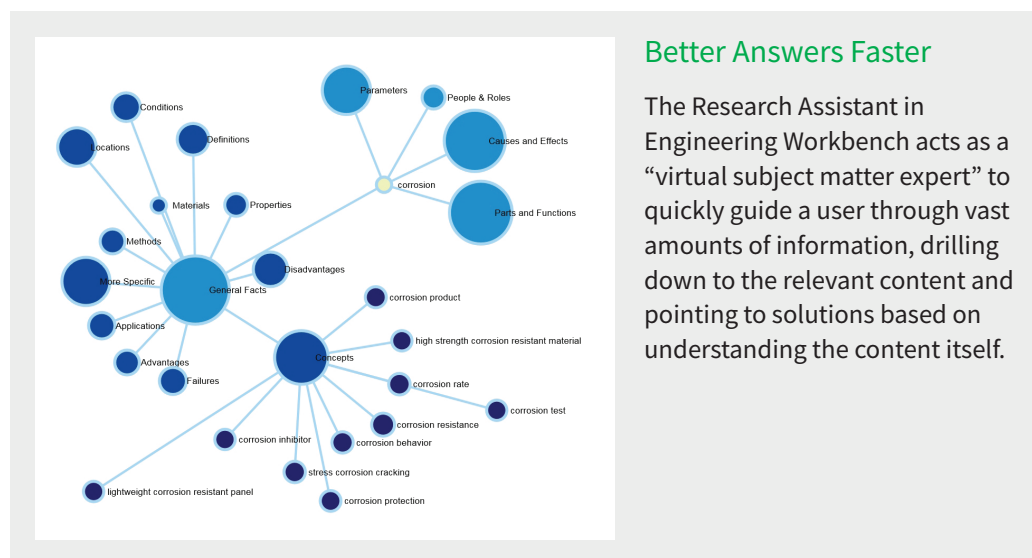 Conditions
Locations
Definitions
Materials
Properties
Methods
More Specific
General Facts
Disadvantages
Applications
Advantages
Failures
Parameters
People & Roles
Causes and Effects
corrosion
Parts and Functions
corrosion product
high strength corrosion resistant material
Concepts
corrosion rate
corrosion test
corrosion resistance
corrosion inhibitor
corrosion behavior
stress corrosion cracking
lightweight corrosion resistant panel
corrosion protection
Better Answers Faster
The Research Assistant in
Engineering Workbench acts as a
“virtual subject matter expert” to
quickly guide a user through vast
amounts of information, drilling
down to the relevant content and
pointing to solutions based on
understanding the content itself.